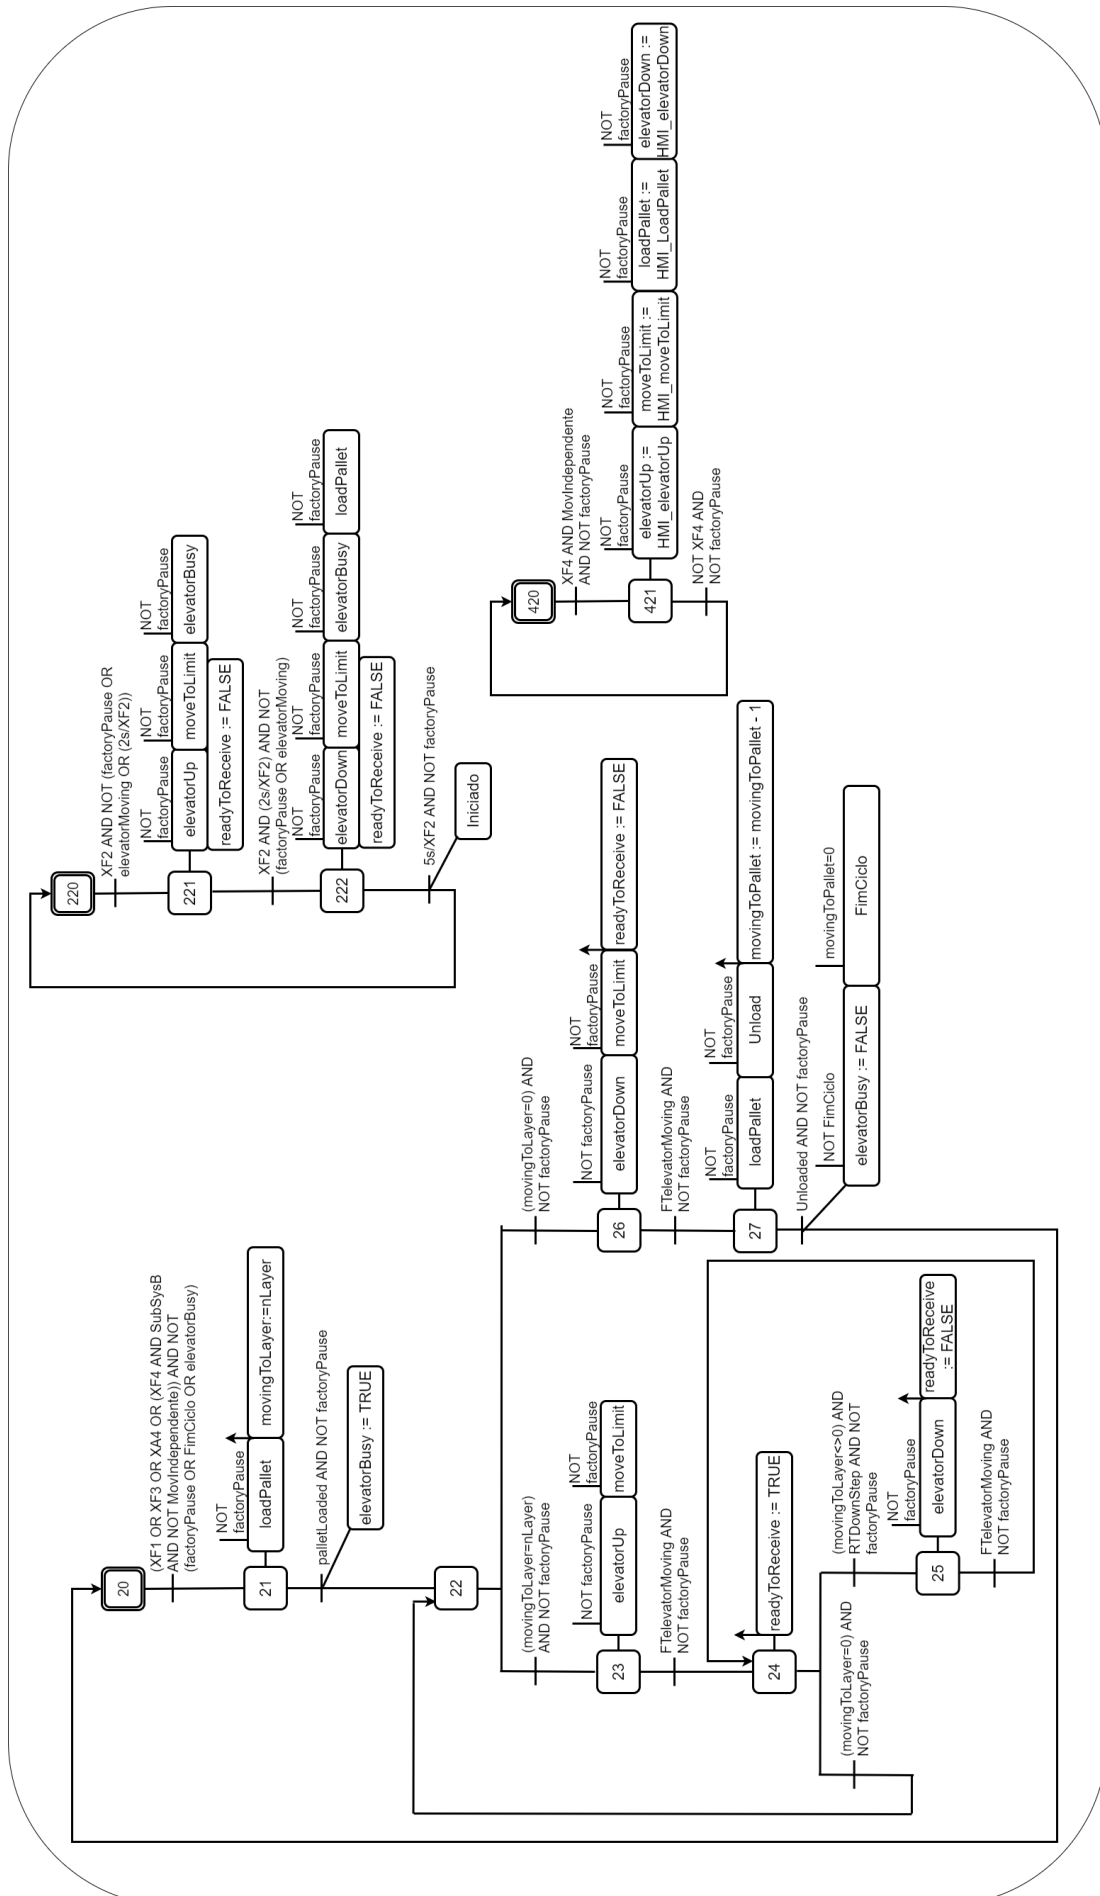 20
(XF1 OR XF3 OR XA4 OR (XF4 AND SubSysB
AND NOT MovIndependente)) AND NOT
(factoryPause OR FimCiclo OR elevatorBusy)
21
NOT
factoryPause
loadPallet
movingToLayer:=nLayer
palletLoaded AND NOT factoryPause
elevatorBusy := TRUE
22
(movingToLayer=nLayer)
AND NOT factoryPause
23
NOT factoryPause
elevatorUp
NOT
factoryPause
moveToLimit
FTelevatorMoving AND
NOT factoryPause
24
readyToReceive := TRUE
(movingToLayer=0) AND
NOT factoryPause
(movingToLayer<>0) AND
RTDownStep AND NOT
factoryPause
25
NOT
factoryPause
elevatorDown
readyToReceive
:= FALSE
FTelevatorMoving AND
NOT factoryPause
(movingToLayer=0) AND
NOT factoryPause
26
NOT factoryPause
elevatorDown
NOT
factoryPause
moveToLimit
readyToReceive := FALSE
FTelevatorMoving AND
NOT factoryPause
27
NOT
factoryPause
loadPallet
NOT
factoryPause
Unload
movingToPallet := movingToPallet - 1
Unloaded AND NOT factoryPause
NOT FimCiclo
elevatorBusy := FALSE
movingToPallet=0
FimCiclo
220
XF2 AND NOT (factoryPause OR
elevatorMoving OR (2s/XF2))
221
NOT
factoryPause
elevatorUp
NOT
factoryPause
moveToLimit
NOT
factoryPause
elevatorBusy
readyToReceive := FALSE
XF2 AND (2s/XF2) AND NOT
(factoryPause OR elevatorMoving)
222
NOT
factoryPause
elevatorDown
NOT
factoryPause
moveToLimit
NOT
factoryPause
elevatorBusy
NOT
factoryPause
loadPallet
readyToReceive := FALSE
5s/XF2 AND NOT factoryPause
Iniciado
420
XF4 AND MovIndependente
AND NOT factoryPause
421
NOT
factoryPause
elevatorUp :=
HMI_elevatorUp
NOT
factoryPause
moveToLimit :=
HMI_moveToLimit
NOT
factoryPause
loadPallet :=
HMI_LoadPallet
NOT
factoryPause
elevatorDown :=
HMI_elevatorDown
NOT XF4 AND
NOT factoryPause